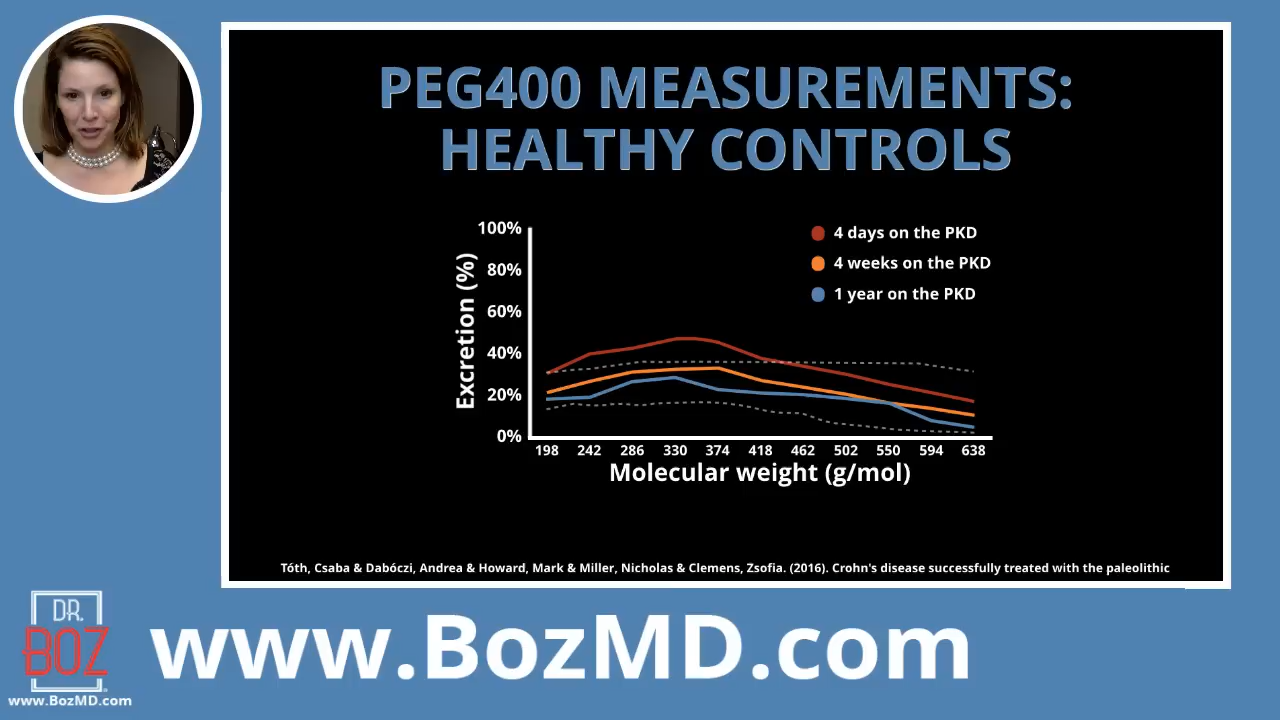 PEG400 MEASUREMENTS:
HEALTHY CONTROLS
100%
80%
60%
40%
20%
0%
Excretion (%)
4 days on the PKD
4 weeks on the PKD
1 year on the PKD
198 242 286 330 374 418 462 502 550 594 638
Molecular weight (g/mol)
Tóth, Csaba & Dabóczi, Andrea & Howard, Mark & Miller, Nicholas & Clemens, Zsofia. (2016). Crohn's disease successfully treated with the paleolithic
DR.
BOZ
www.BozMD.com
www.BozMD.com